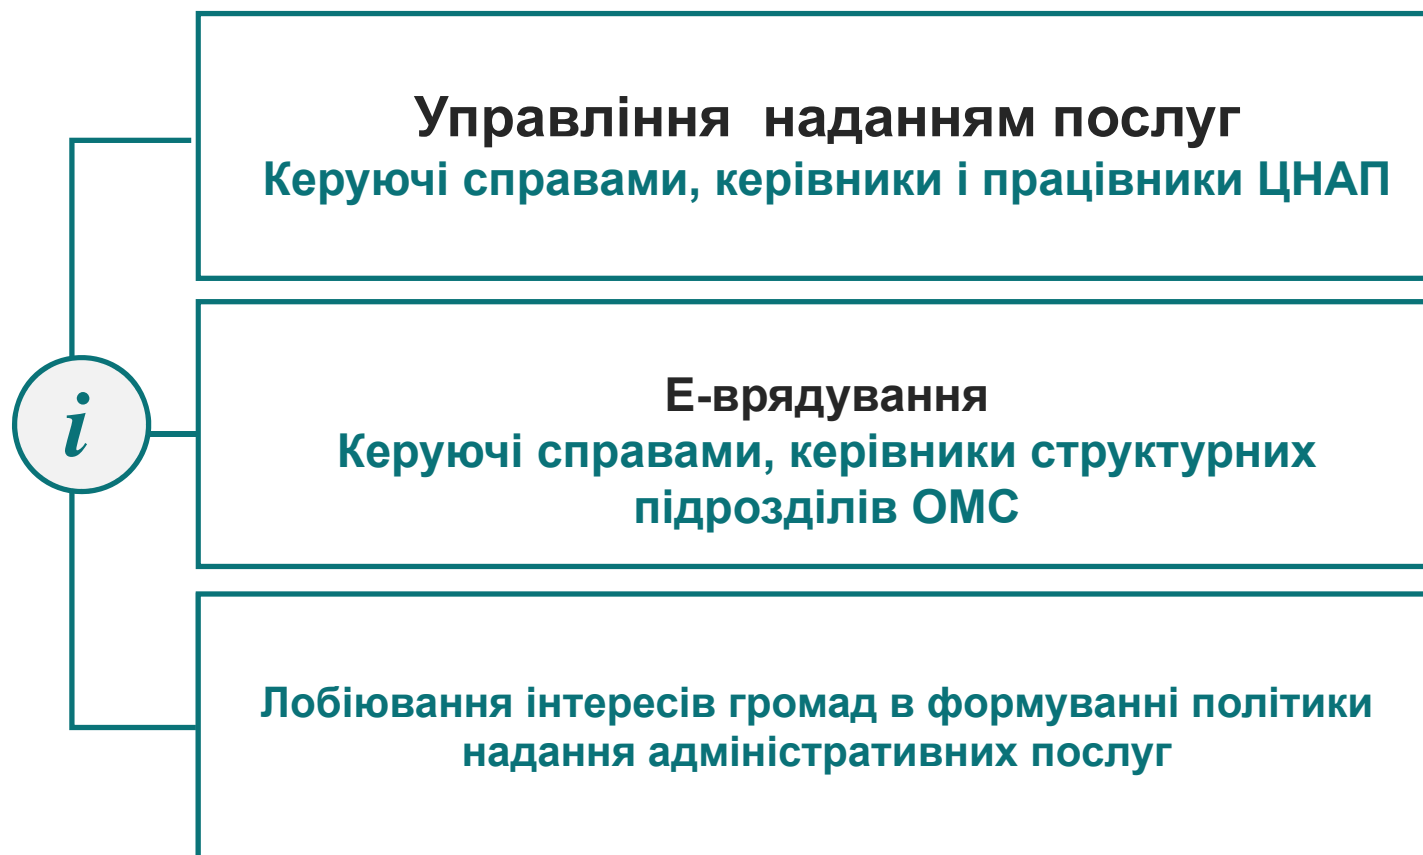 Управління  наданням послуг
Керуючі справами, керівники і працівники ЦНАП
i
Е-врядування
Керуючі справами, керівники структурних
підрозділів ОМС
Лобіювання інтересів громад в формуванні політики
надання адміністративних послуг